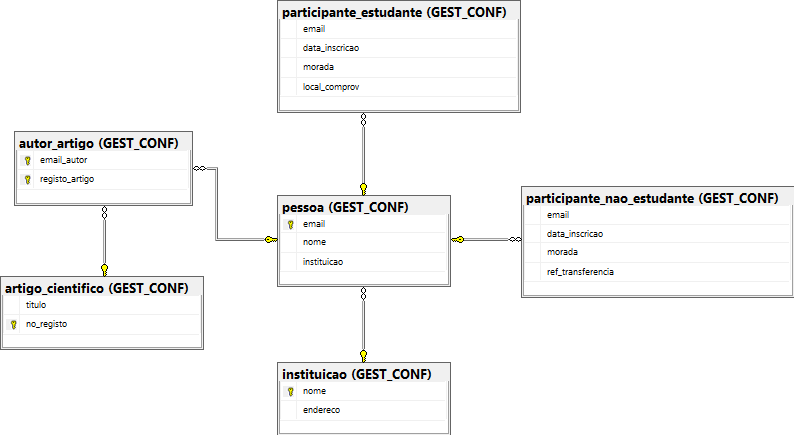 participante_estudante (GEST_CONF)
email
data_inscricao
morada
local_comprov
autor_artigo (GEST_CONF)
email_autor
registo_artigo
pessoa (GEST_CONF)
email
nome
instituicao
participante_nao_estudante (GEST_CONF)
email
data_inscricao
morada
ref_transferencia
artigo_cientifico (GEST_CONF)
titulo
no_registo
instituicao (GEST_CONF)
nome
endereco